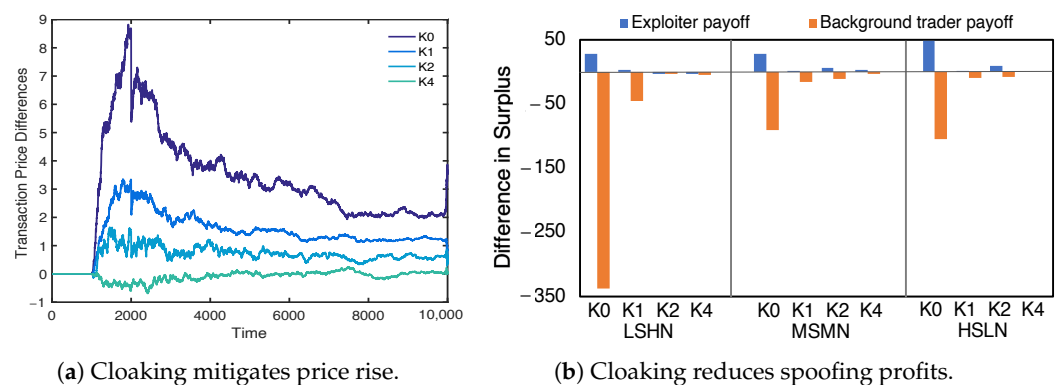 9
8
7
6
5
4
3
2
1
0
−1
Transaction Price Differences
K0
K1
K2
K4
0 2000 4000 6000 8000 10,000
Time
(a) Cloaking mitigates price rise.
Exploiter payoff Background trader payoff
50
−50
−150
−250
−350
Difference in Surplus
K0 K1 K2 K4 K0 K1 K2 K4 K0 K1 K2 K4
LSHN MSMN HSLN
(b) Cloaking reduces spoofing profits.